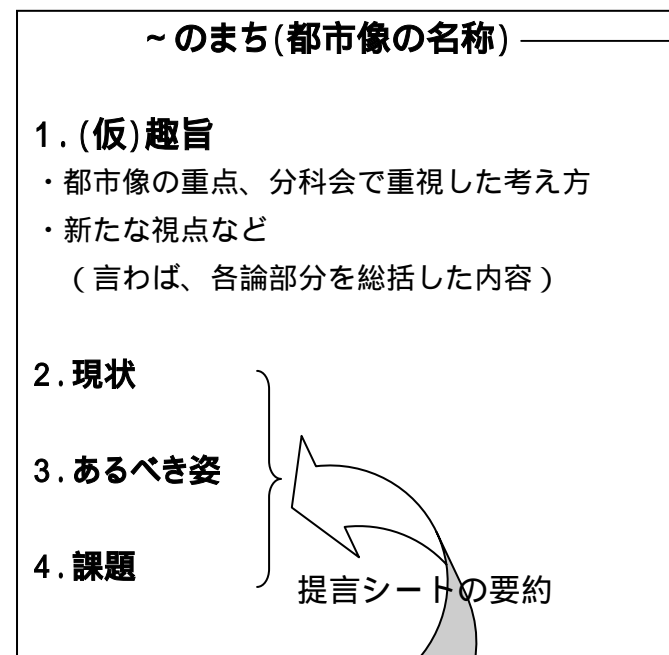 ~のまち(都市像の名称)
1.(仮)趣旨
・都市像の重点、分科会で重視した考え方
・新たな視点など
(言わば、各論部分を総括した内容)
2.現状
3.あるべき姿
4.課題
提言シートの要約